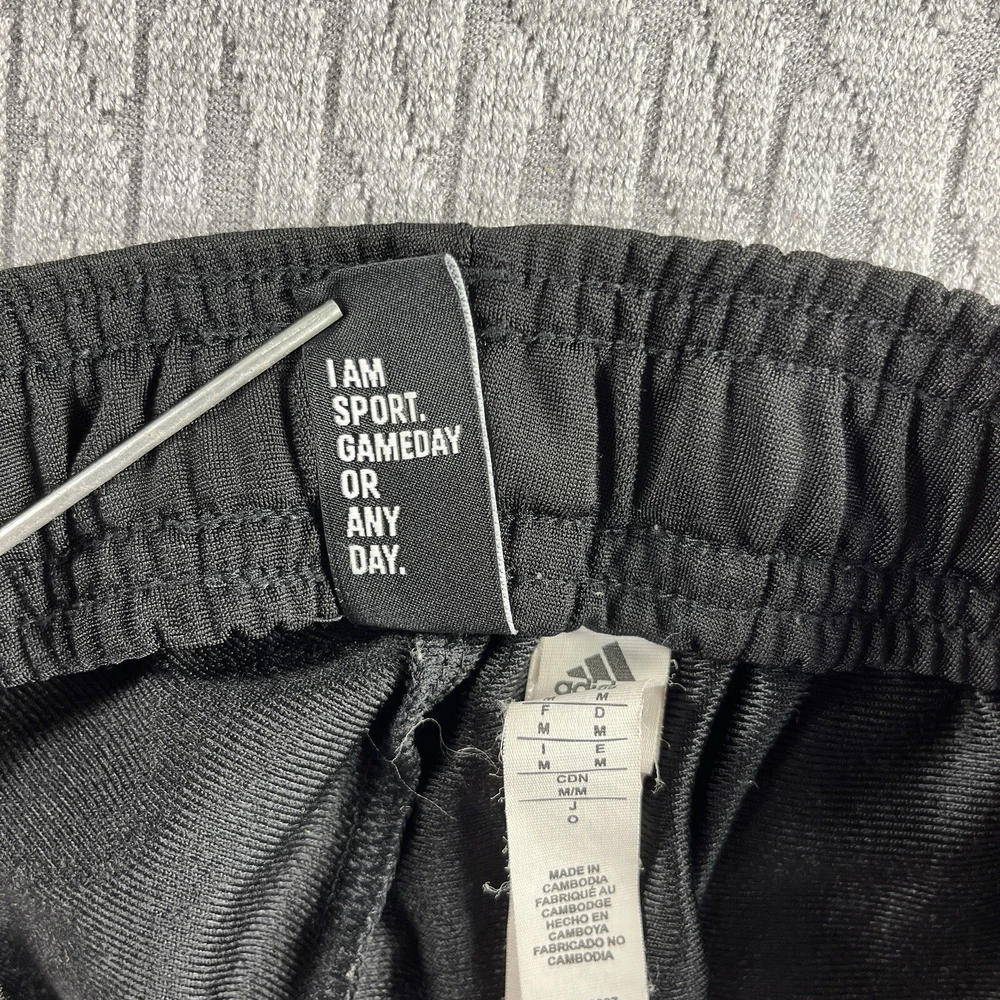 I AM
SPORT.
GAMEDAY
OR
ANY
DAY.
adidas
M
F D
M M
I E
M M
CDN
M/M
J
O
MADE IN
CAMBODIA
FABRIQUÉ AU
CAMBODGE
HECHO EN
CAMBOYA
FABRICADO NO
CAMBODIA